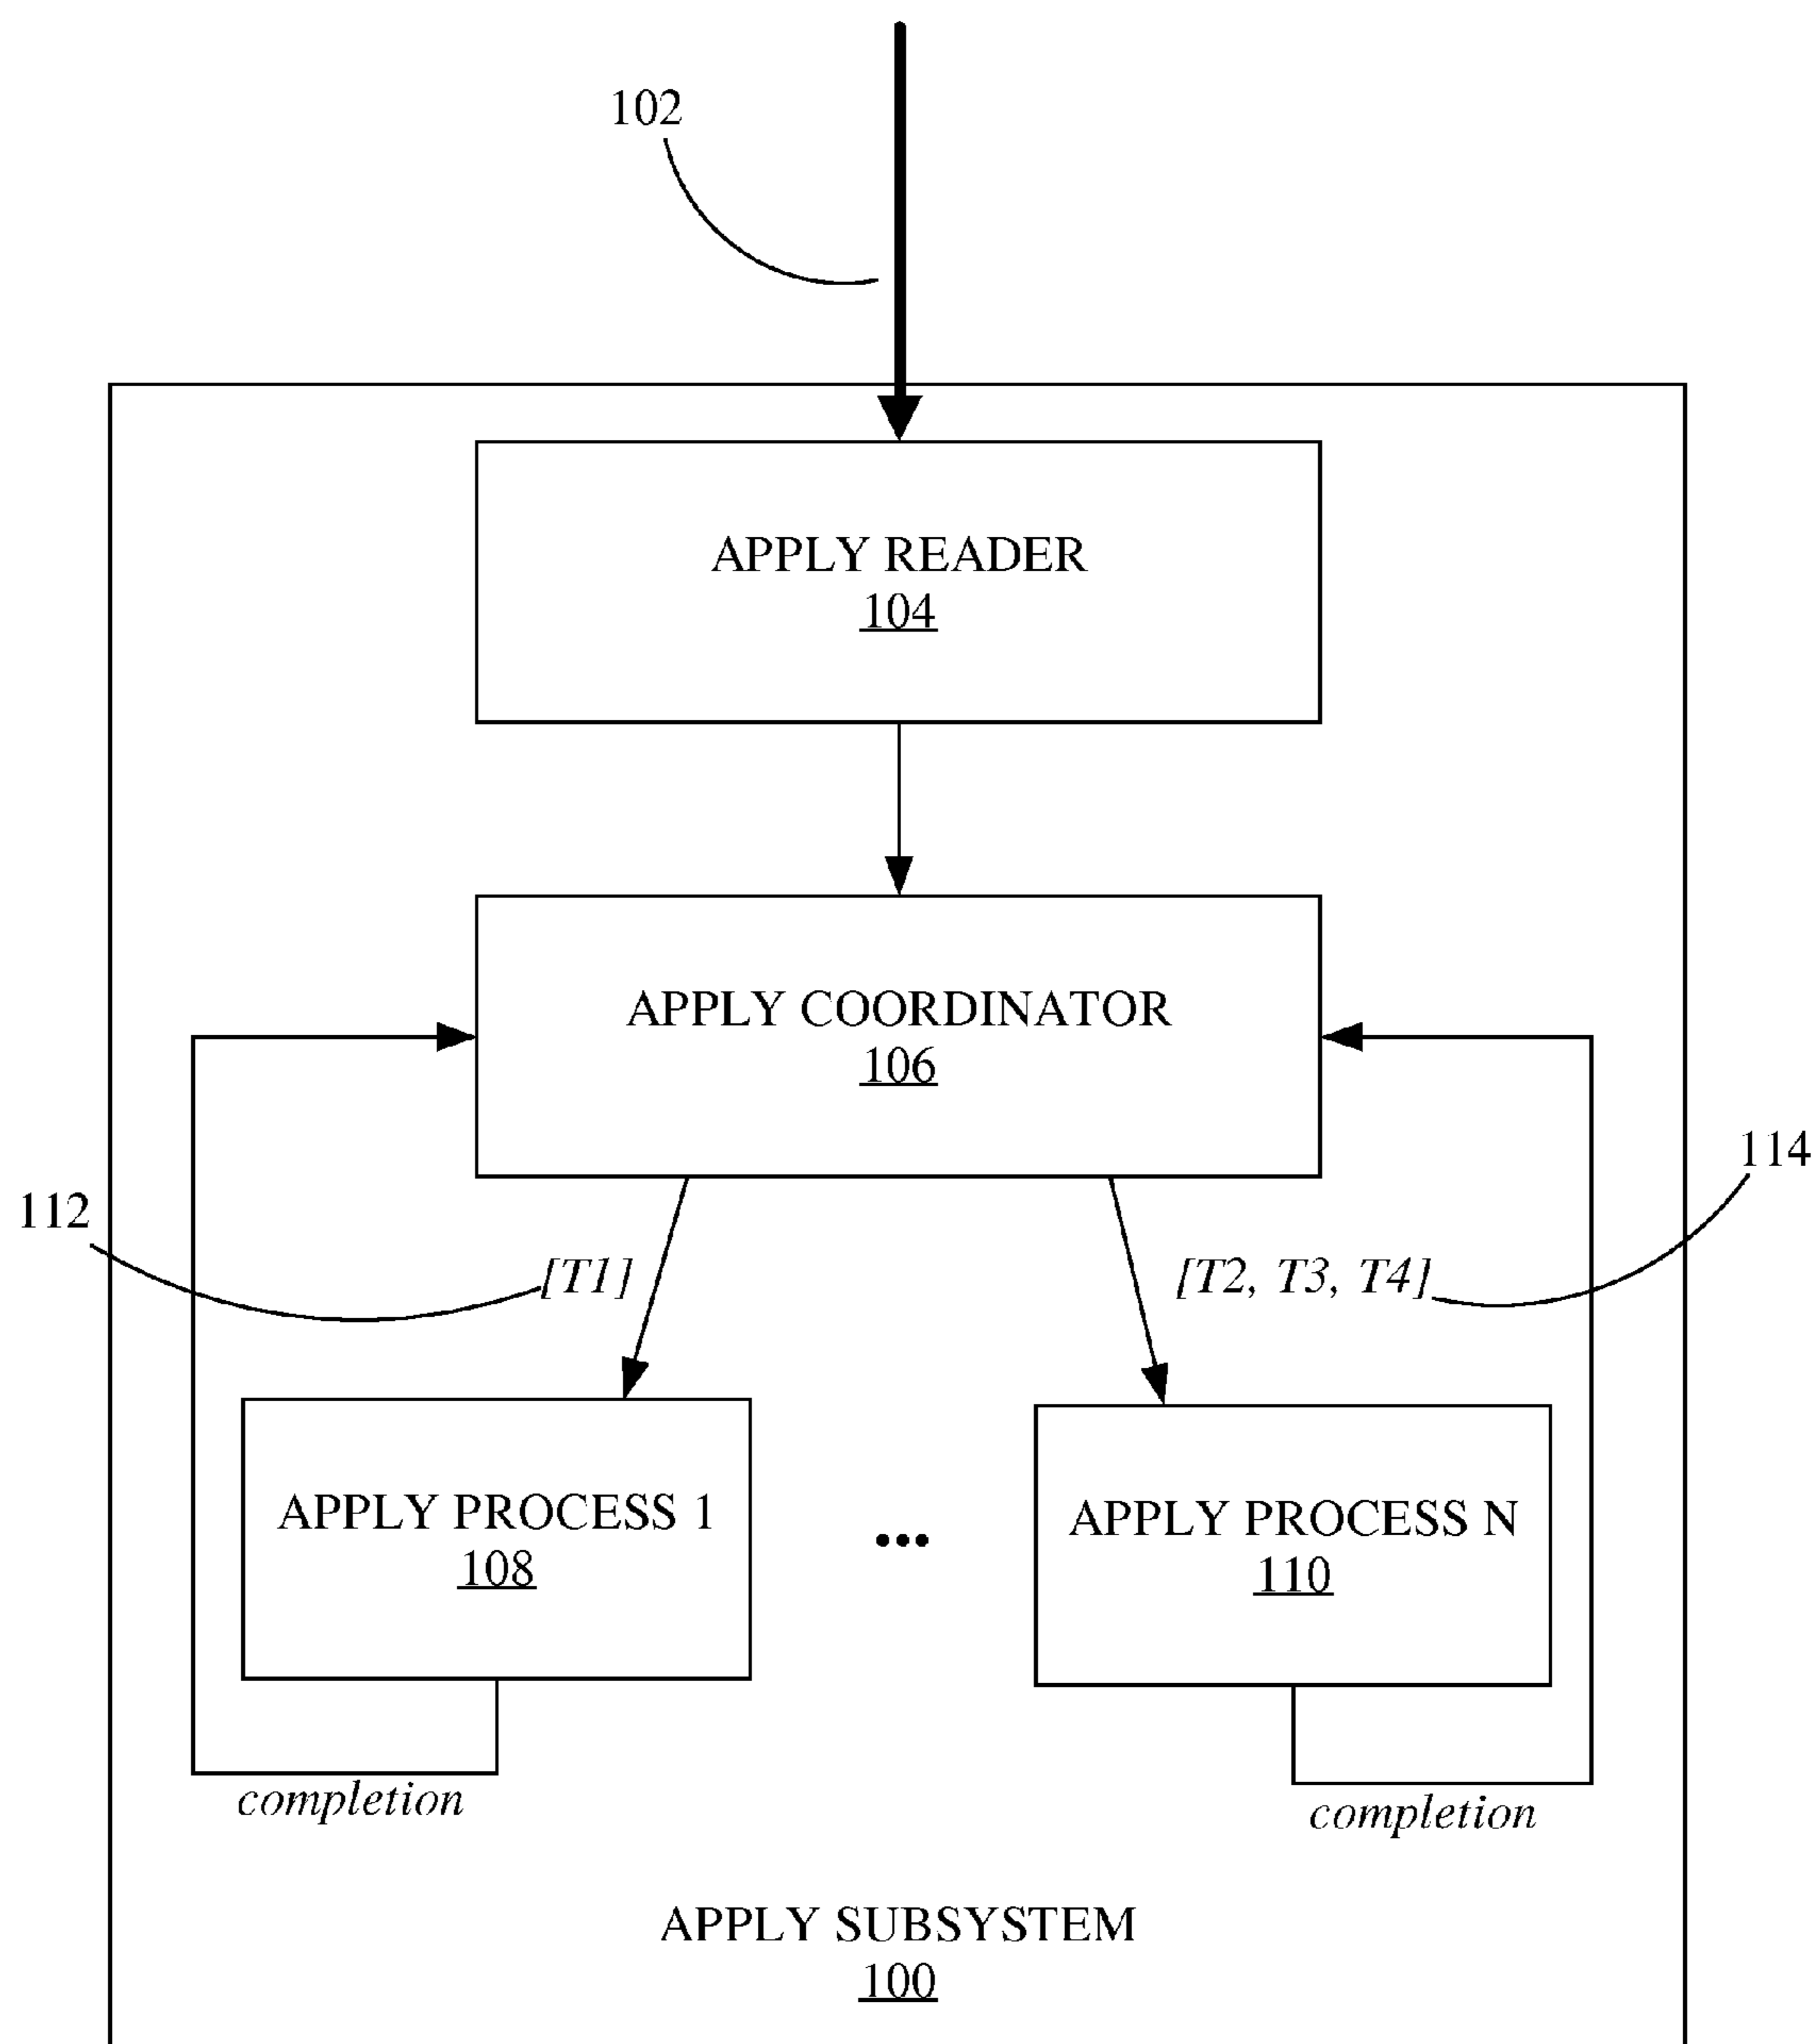 102
APPLY READER
104
APPLY COORDINATOR
106
114
112
[T1]
[T2, T3, T4]
APPLY PROCESS 1
108
...
APPLY PROCESS N
110
completion
completion
APPLY SUBSYSTEM
100